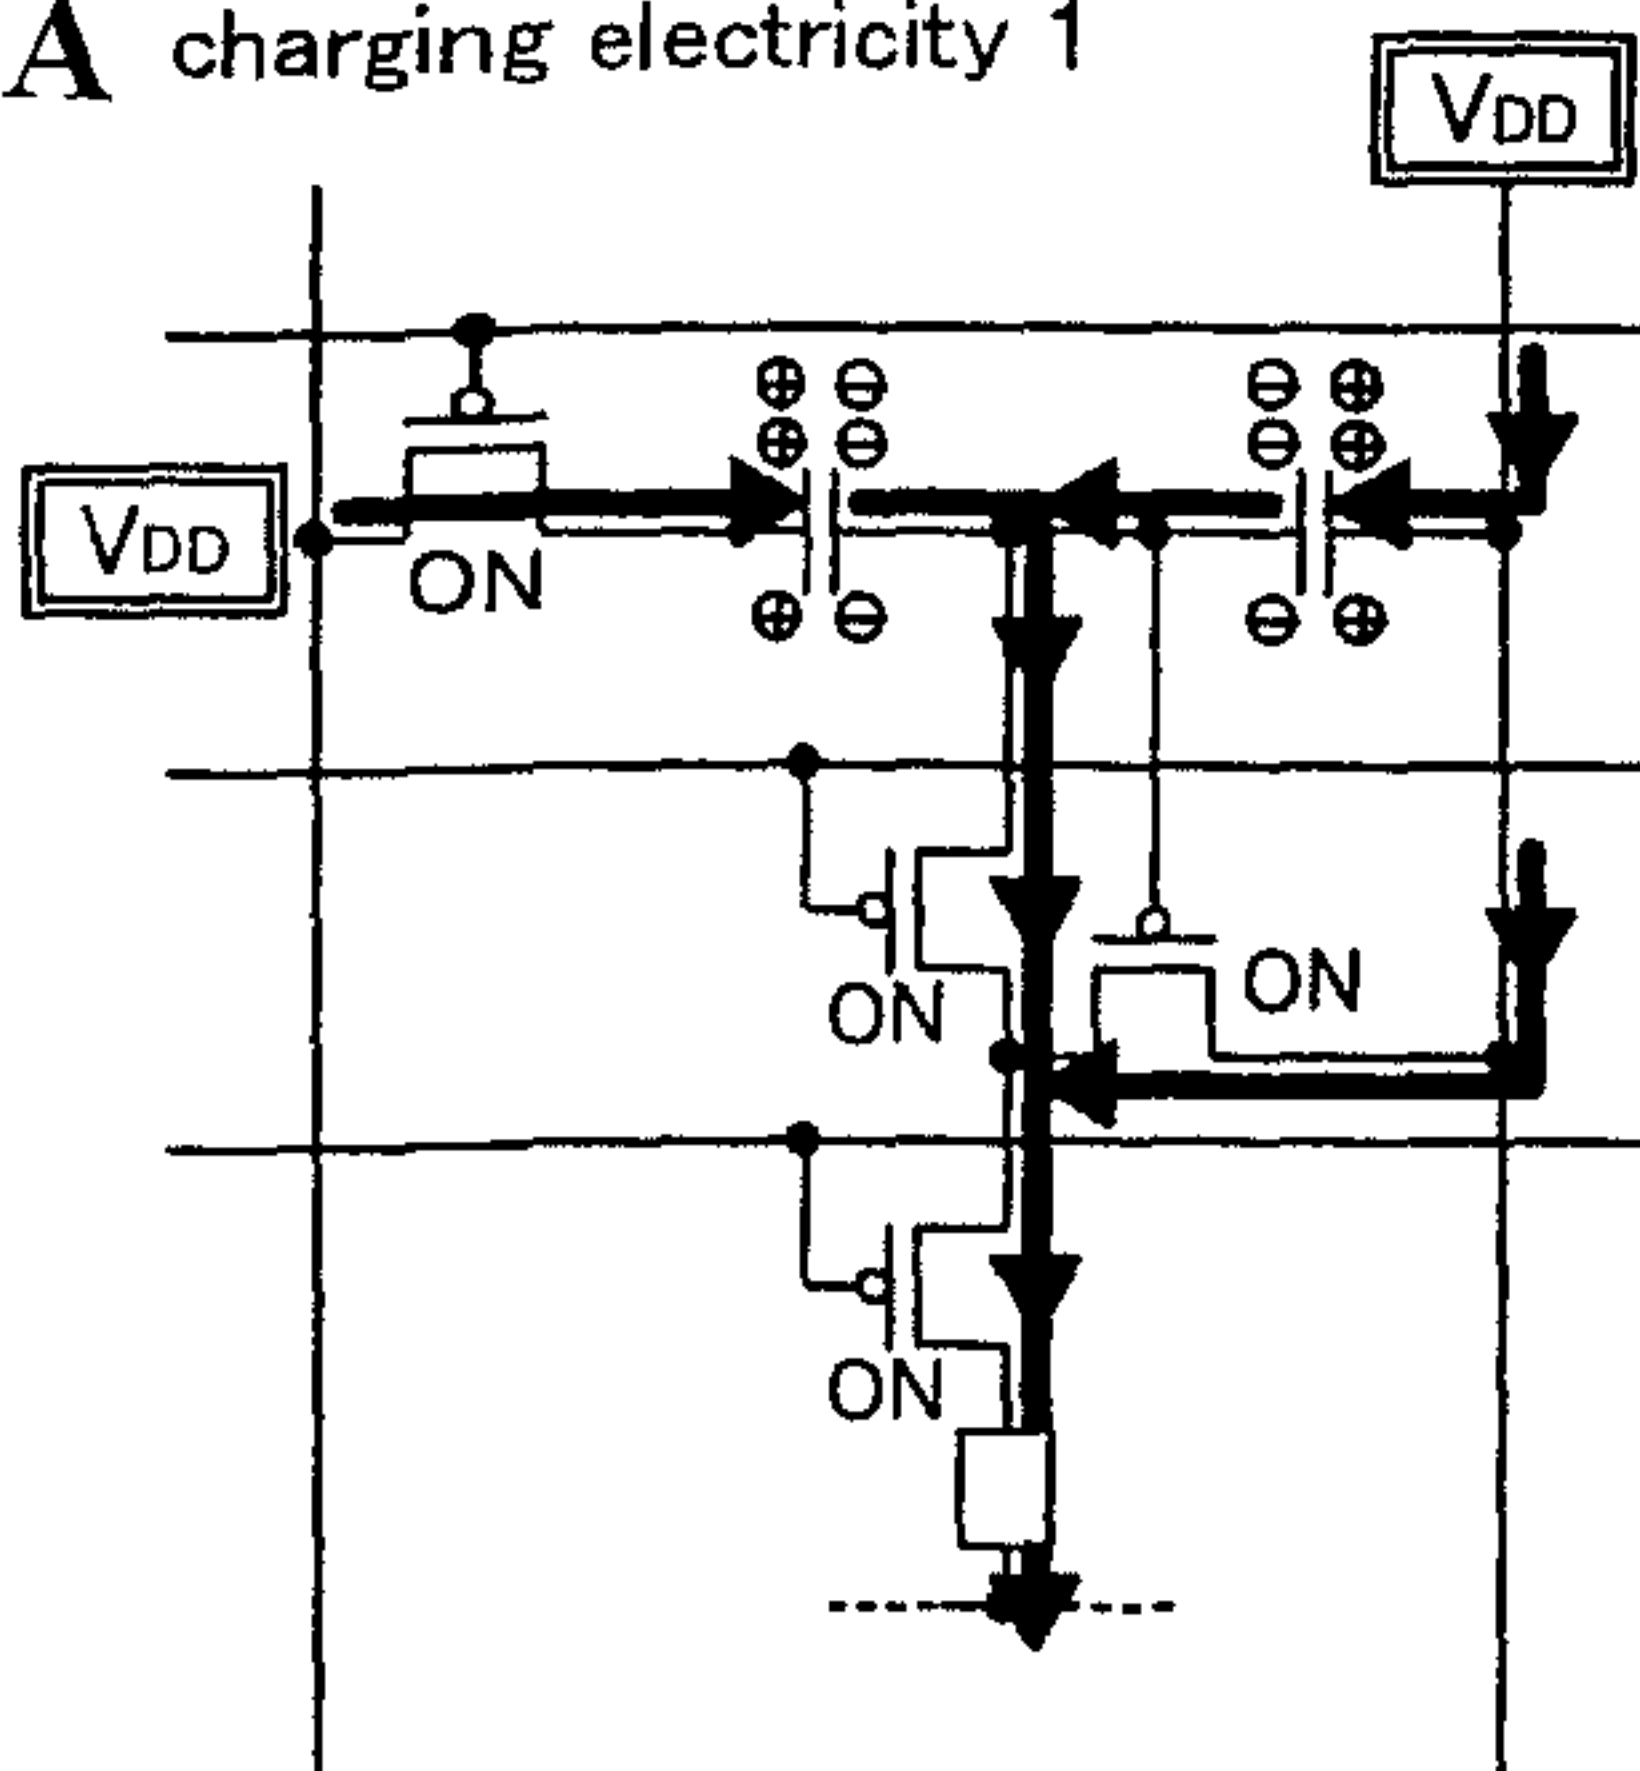 A charging electricity 1
VDD
VDD
ON
⊕ ⊖ ⊖ ⊕
⊕ ⊖ ⊖ ⊕
⊕ ⊖ ⊖ ⊕
ON
ON
ON